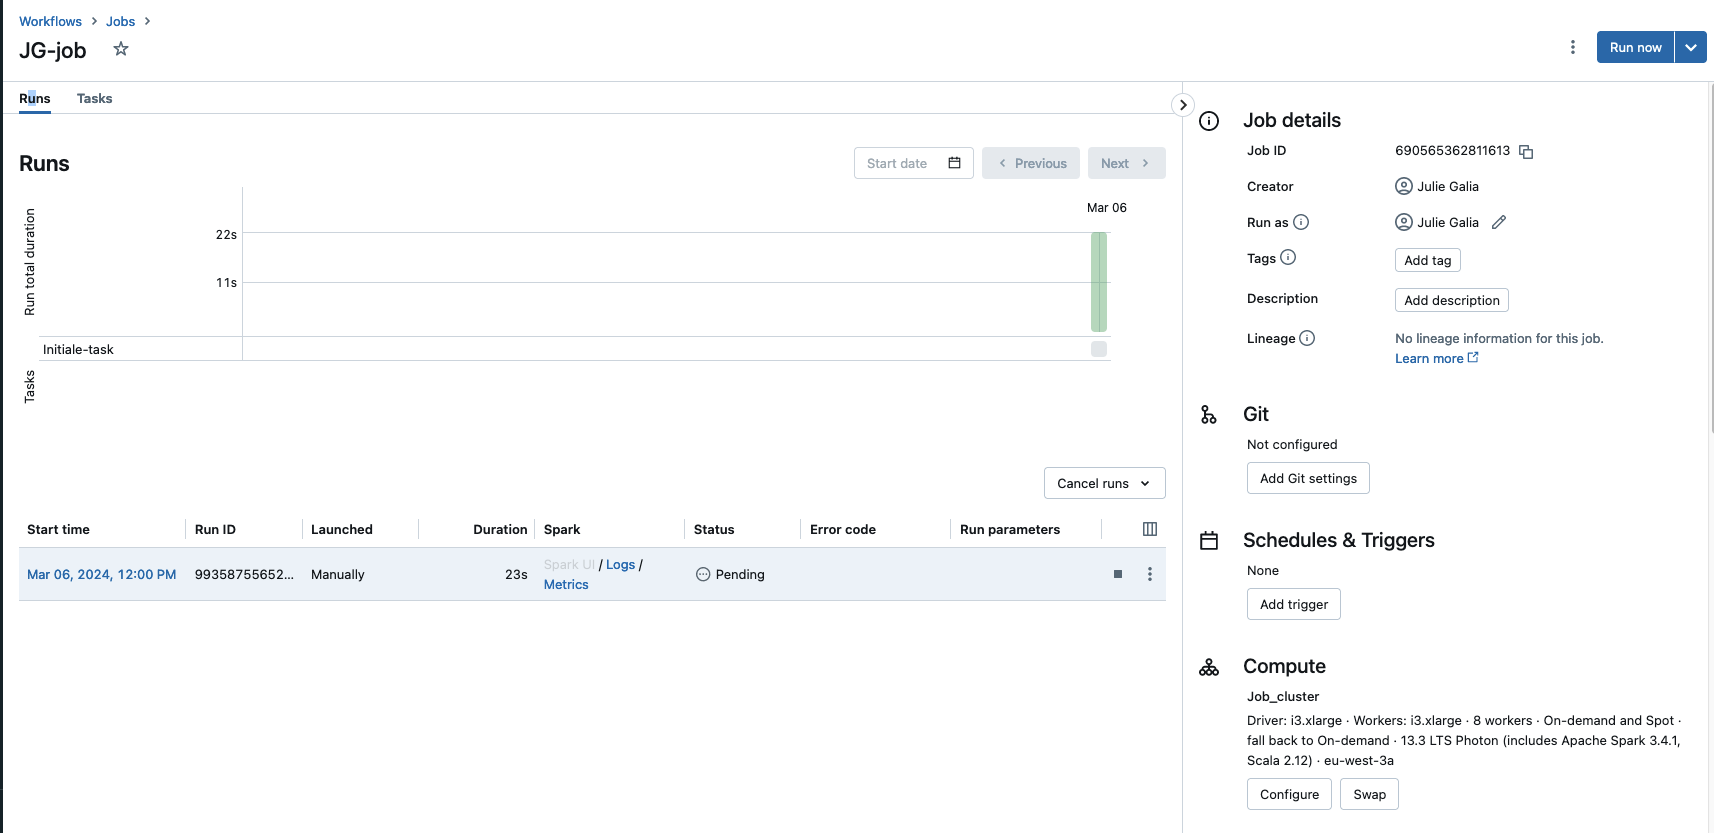 Workflows > Jobs >
JG-job
Run now
Runs Tasks
Runs
Start date
Previous
Next
Mar 06
Run total duration
22s
11s
Initiale-task
Tasks
Cancel runs
Start time Run ID Launched Duration Spark Status Error code Run parameters
Mar 06, 2024, 12:00 PM 99358755652... Manually 23s Spark UI / Logs / Pending
Metrics
Job details
Job ID 690565362811613
Creator Julie Galia
Run as Julie Galia
Tags Add tag
Description Add description
Lineage No lineage information for this job.
Learn more
Git
Not configured
Add Git settings
Schedules & Triggers
None
Add trigger
Compute
Job_cluster
Driver: i3.xlarge · Workers: i3.xlarge · 8 workers · On-demand and Spot ·
fall back to On-demand · 13.3 LTS Photon (includes Apache Spark 3.4.1,
Scala 2.12) · eu-west-3a
Configure Swap